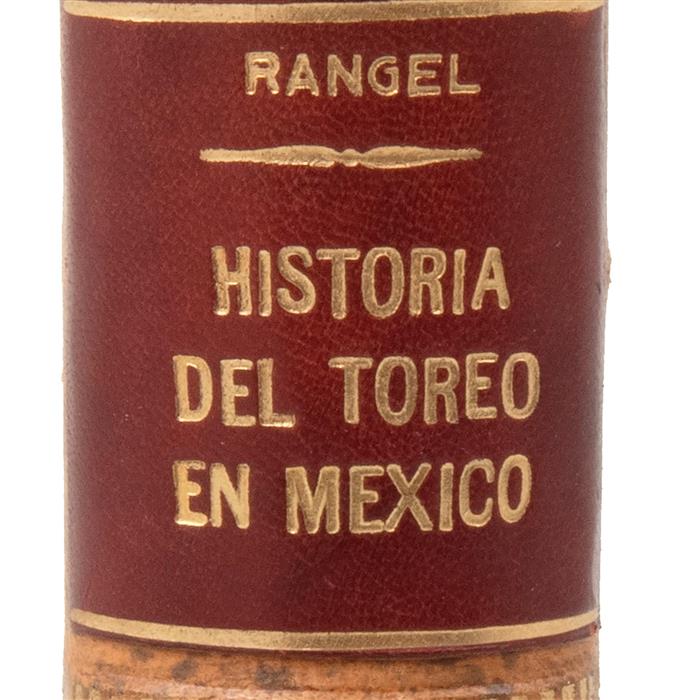 RANGEL
HISTORIA
DEL TOREO
EN MEXICO